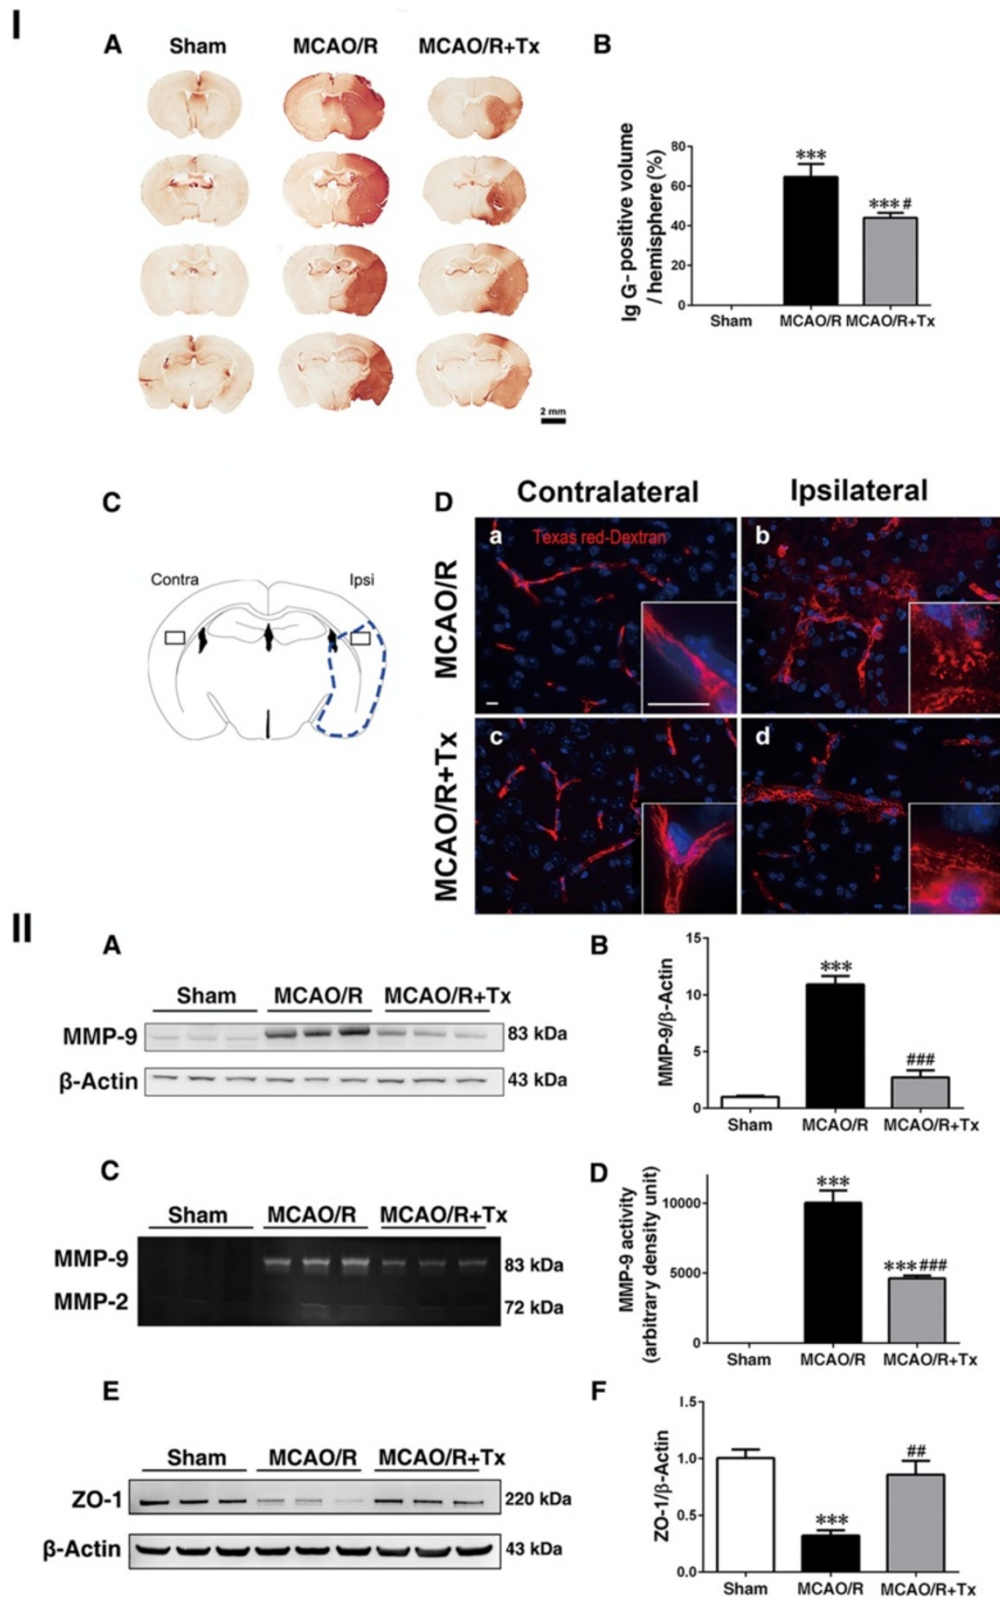 I
A
Sham
MCAO/R
MCAO/R+Tx
2 mm
B
Ig G-positive volume
/ hemisphere (%)
80
60
40
20
0
***
***#
Sham
MCAO/R
MCAO/R+Tx
C
Contra
Ipsi
D
Contralateral
Ipsilateral
MCAO/R
MCAO/R+Tx
a
Texas red-Dextran
b
c
d
II
A
Sham
MCAO/R
MCAO/R+Tx
MMP-9
83 kDa
β-Actin
43 kDa
B
MMP-9/β-Actin
15
10
5
0
***
###
Sham
MCAO/R
MCAO/R+Tx
C
Sham
MCAO/R
MCAO/R+Tx
MMP-9
83 kDa
MMP-2
72 kDa
D
MMP-9 activity
(arbitrary density unit)
10000
5000
0
***
***###
Sham
MCAO/R
MCAO/R+Tx
E
Sham
MCAO/R
MCAO/R+Tx
ZO-1
220 kDa
β-Actin
43 kDa
F
ZO-1/β-Actin
1.5
1.0
0.5
0.0
***
##
Sham
MCAO/R
MCAO/R+Tx